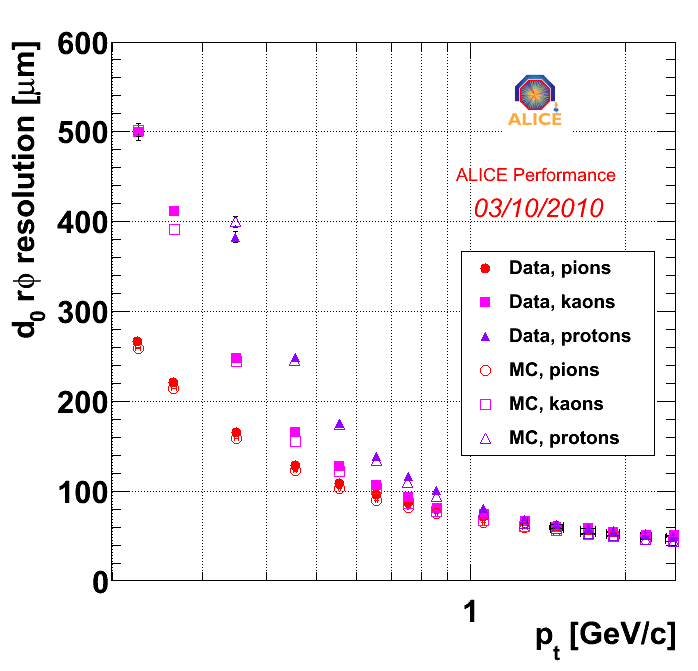 600
500
400
300
200
100
0
d0 rϕ resolution [μm]
ALICE
ALICE Performance
03/10/2010
Data, pions
Data, kaons
Data, protons
MC, pions
MC, kaons
MC, protons
1
pt [GeV/c]